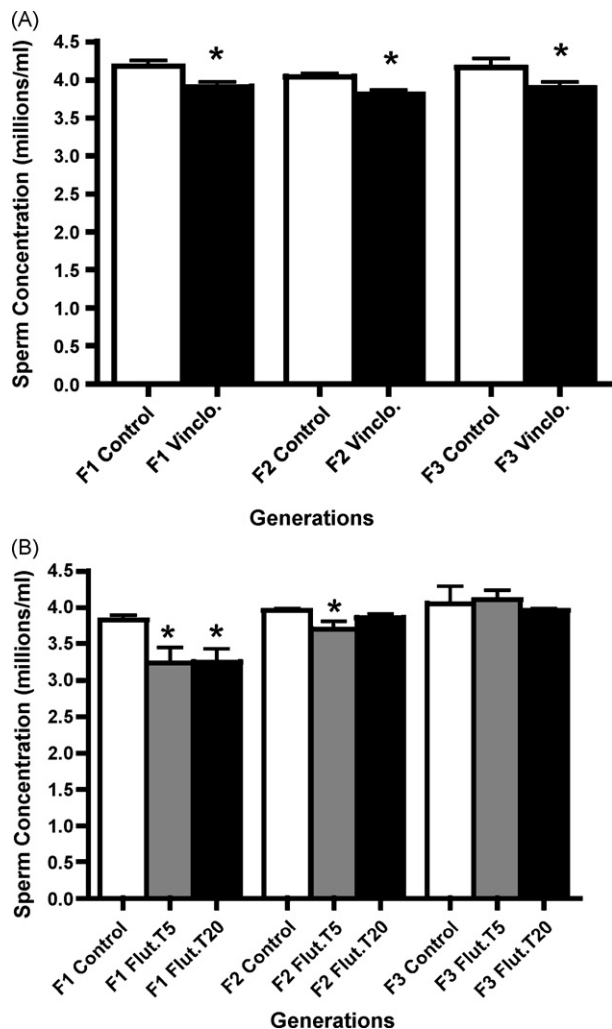 (A)
Sperm Concentration (millions/ml)
4.5
4.0
3.5
3.0
2.5
2.0
1.5
1.0
0.5
0.0
* * *
F1 Control
F1 Vinclo.
F2 Control
F2 Vinclo.
F3 Control
F3 Vinclo.
Generations
(B)
Sperm Concentration (millions/ml)
4.5
4.0
3.5
3.0
2.5
2.0
1.5
1.0
0.5
0.0
* * *
F1 Control
F1 Flut.T5
F1 Flut.T20
F2 Control
F2 Flut.T5
F2 Flut.T20
F3 Control
F3 Flut.T5
F3 Flut.T20
Generations